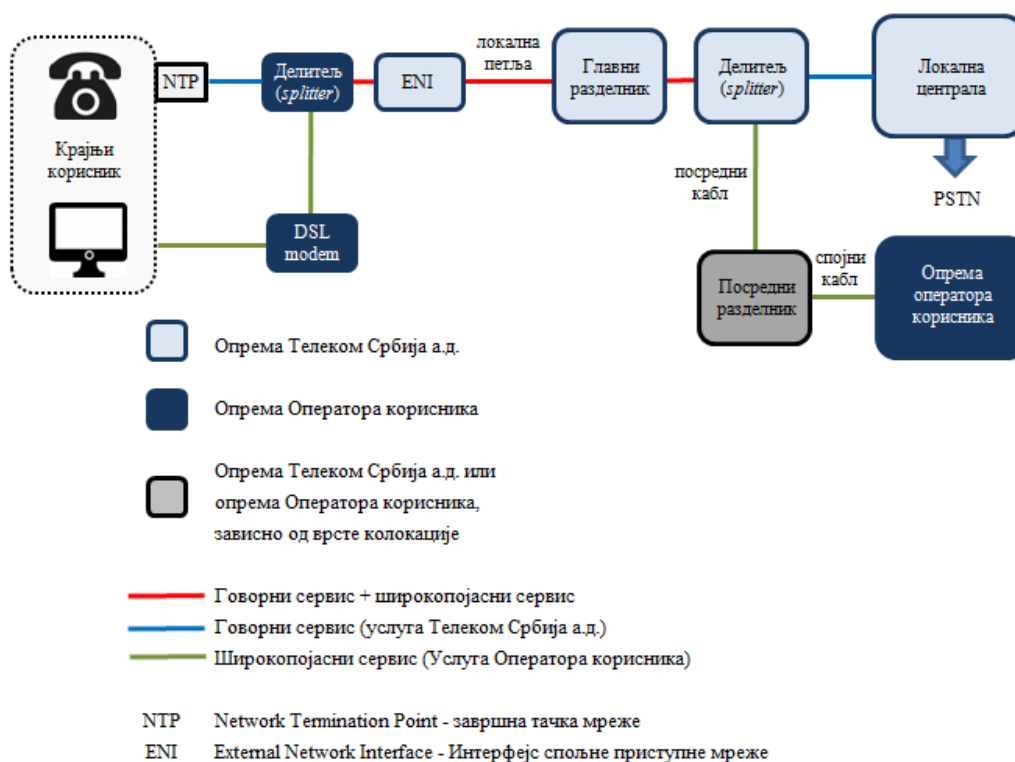 Крајњи
корисник
NTP
Делитељ
(splitter)
DSL
modem
ENI
локална
петља
Главни
разделник
Делитељ
(splitter)
Локална
централа
PSTN
посредни
кабл
Посредни
разделник
спојни
кабл
Опрема
оператора
корисника
Опрема Телеком Србија а.д.
Опрема Оператора корисника
Опрема Телеком Србија а.д. или
опрема Оператора корисника,
зависно од врсте колокације
Говорни сервис + широкопојасни сервис
Говорни сервис (услуга Телеком Србија а.д.)
Широкопојасни сервис (Услуга Оператора корисника)
NTP Network Termination Point - завршна тачка мреже
ENI External Network Interface - Интерфејс спољне приступне мреже